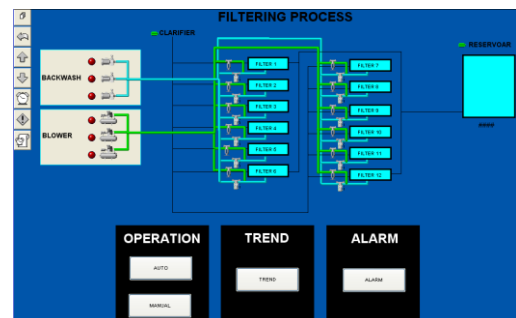 FILTERING PROCESS
CLARIFIER
RESERVOAR
BACKWASH
BLOWER
FILTER 1
FILTER 2
FILTER 3
FILTER 4
FILTER 5
FILTER 6
FILTER 7
FILTER 8
FILTER 9
FILTER 10
FILTER 11
FILTER 12
####
OPERATION
AUTO
MANUAL
TREND
TREND
ALARM
ALARM